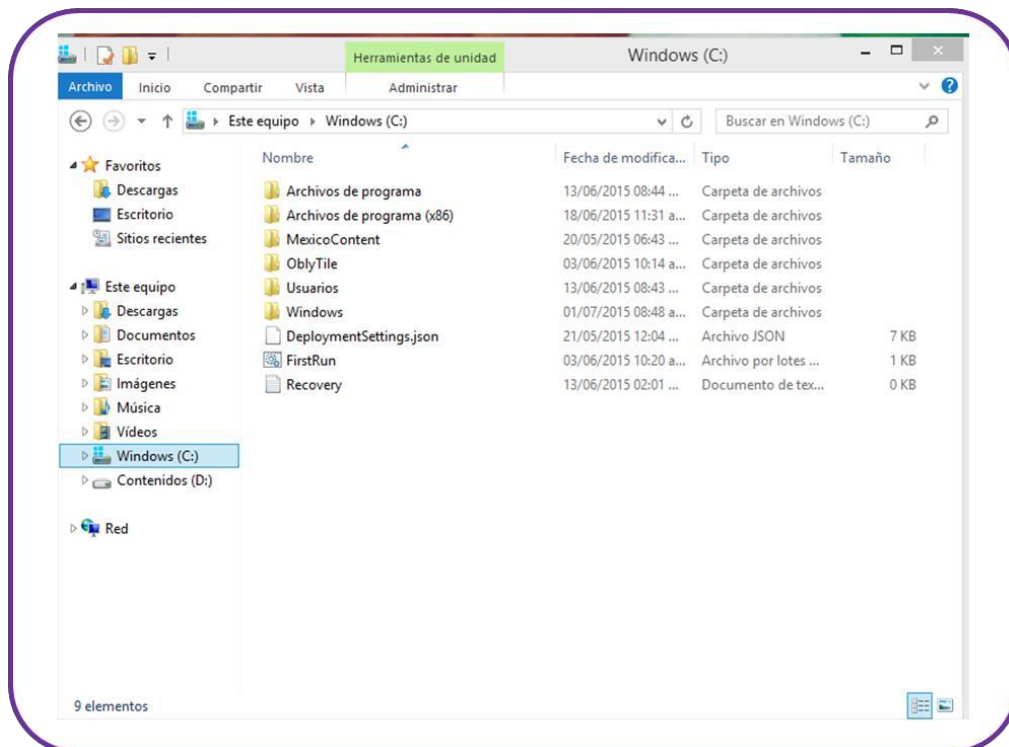 Herramientas de unidad
Windows (C:)
Archivo Inicio Compartir Vista Administrar
Este equipo Windows (C:) Buscar en Windows (C:)
Nombre Fecha de modifica... Tipo Tamaño
Favoritos
Descargas
Escritorio
Sitios recientes
Este equipo
Descargas
Documentos
Escritorio
Imágenes
Música
Vídeos
Windows (C:)
Contenidos (D:)
Red
Archivos de programa 13/06/2015 08:44 ... Carpeta de archivos
Archivos de programa (x86) 18/06/2015 11:31 a... Carpeta de archivos
MexicoContent 20/05/2015 06:43 ... Carpeta de archivos
OblyTile 03/06/2015 10:14 a... Carpeta de archivos
Usuarios 13/06/2015 08:43 ... Carpeta de archivos
Windows 01/07/2015 08:48 a... Carpeta de archivos
DeploymentSettings.json 21/05/2015 12:04 ... Archivo JSON 7 KB
FirstRun 03/06/2015 10:20 a... Archivo por lotes ... 1 KB
Recovery 13/06/2015 02:01 ... Documento de tex... 0 KB
9 elementos